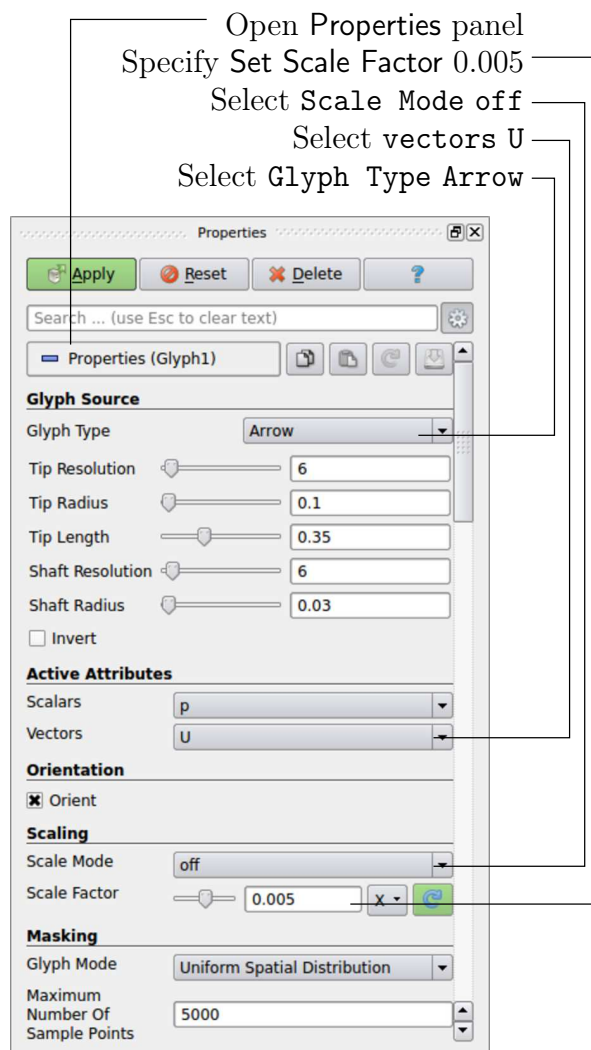 Open Properties panel
Specify Set Scale Factor 0.005
Select Scale Mode off
Select vectors U
Select Glyph Type Arrow
Properties
Apply Reset Delete ?
Search ... (use Esc to clear text)
Properties (Glyph1)
Glyph Source
Glyph Type Arrow
Tip Resolution 6
Tip Radius 0.1
Tip Length 0.35
Shaft Resolution 6
Shaft Radius 0.03
Invert
Active Attributes
Scalars p
Vectors U
Orientation
Orient
Scaling
Scale Mode off
Scale Factor 0.005 X
Masking
Glyph Mode Uniform Spatial Distribution
Maximum
Number Of 5000
Sample Points